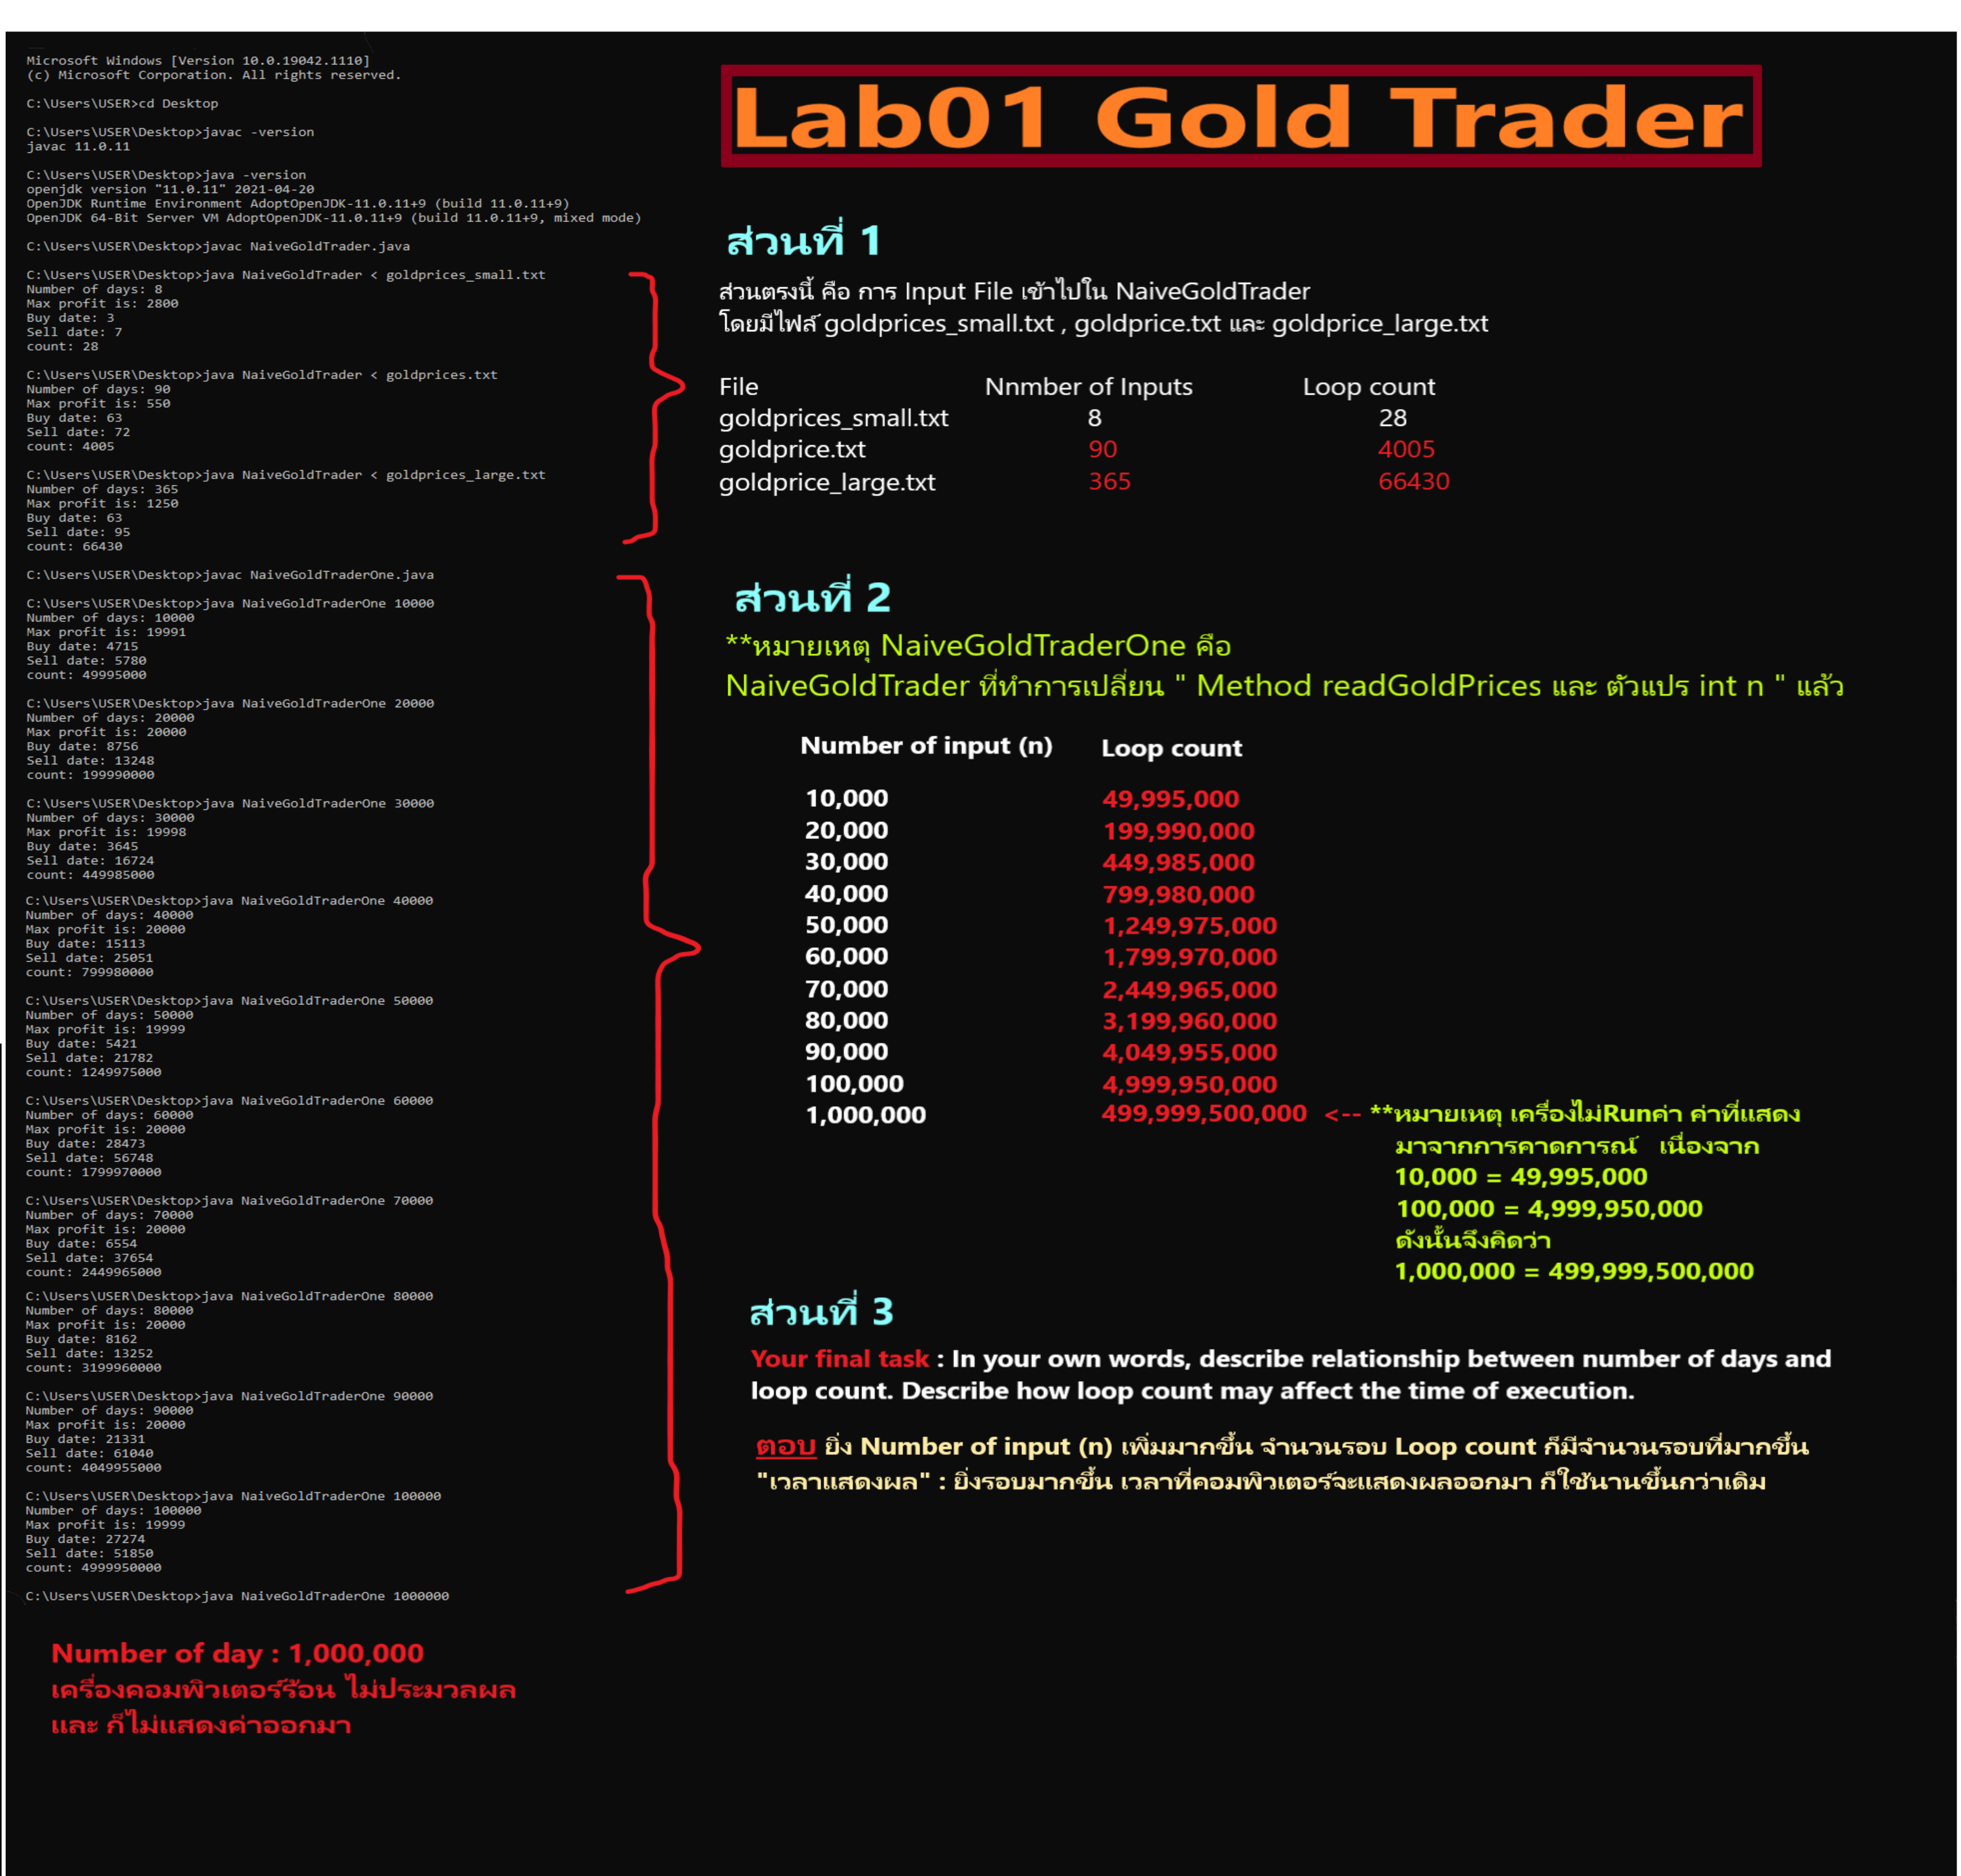 Microsoft Windows [Version 10.0.19042.1110]
(c) Microsoft Corporation. All rights reserved.
C:\Users\USER>cd Desktop
C:\Users\USER\Desktop>javac -version
javac 11.0.11
C:\Users\USER\Desktop>java -version
openjdk version "11.0.11" 2021-04-20
OpenJDK Runtime Environment AdoptOpenJDK-11.0.11+9 (build 11.0.11+9)
OpenJDK 64-Bit Server VM AdoptOpenJDK-11.0.11+9 (build 11.0.11+9, mixed mode)
C:\Users\USER\Desktop>javac NaiveGoldTrader.java
C:\Users\USER\Desktop>java NaiveGoldTrader < goldprices_small.txt
Number of days: 8
Max profit is: 2800
Buy date: 3
Sell date: 7
count: 28
C:\Users\USER\Desktop>java NaiveGoldTrader < goldprices.txt
Number of days: 90
Max profit is: 550
Buy date: 63
Sell date: 72
count: 4005
C:\Users\USER\Desktop>java NaiveGoldTrader < goldprices_large.txt
Number of days: 365
Max profit is: 1250
Buy date: 63
Sell date: 95
count: 66430
C:\Users\USER\Desktop>javac NaiveGoldTraderOne.java
C:\Users\USER\Desktop>java NaiveGoldTraderOne 10000
Number of days: 10000
Max profit is: 19991
Buy date: 4715
Sell date: 5780
count: 49995000
C:\Users\USER\Desktop>java NaiveGoldTraderOne 20000
Number of days: 20000
Max profit is: 20000
Buy date: 8756
Sell date: 13248
count: 199990000
C:\Users\USER\Desktop>java NaiveGoldTraderOne 30000
Number of days: 30000
Max profit is: 19998
Buy date: 3645
Sell date: 16724
count: 449985000
C:\Users\USER\Desktop>java NaiveGoldTraderOne 40000
Number of days: 40000
Max profit is: 20000
Buy date: 15113
Sell date: 25051
count: 799980000
C:\Users\USER\Desktop>java NaiveGoldTraderOne 50000
Number of days: 50000
Max profit is: 19999
Buy date: 5421
Sell date: 21782
count: 1249975000
C:\Users\USER\Desktop>java NaiveGoldTraderOne 60000
Number of days: 60000
Max profit is: 20000
Buy date: 28473
Sell date: 56748
count: 1799970000
C:\Users\USER\Desktop>java NaiveGoldTraderOne 70000
Number of days: 70000
Max profit is: 20000
Buy date: 6554
Sell date: 37654
count: 2449965000
C:\Users\USER\Desktop>java NaiveGoldTraderOne 80000
Number of days: 80000
Max profit is: 20000
Buy date: 8162
Sell date: 13252
count: 3199960000
C:\Users\USER\Desktop>java NaiveGoldTraderOne 90000
Number of days: 90000
Max profit is: 20000
Buy date: 21331
Sell date: 61040
count: 4049955000
C:\Users\USER\Desktop>java NaiveGoldTraderOne 100000
Number of days: 100000
Max profit is: 19999
Buy date: 27274
Sell date: 51850
count: 4999950000
C:\Users\USER\Desktop>java NaiveGoldTraderOne 1000000
Number of day : 1,000,000
เครื่องคอมพิวเตอร์ร้อน ไม่ประมวลผล
และ ก็ไม่แสดงค่าออกมา
Lab01 Gold Trader
ส่วนที่ 1
ส่วนตรงนี้ คือ การ Input File เข้าไปใน NaiveGoldTrader
โดยมีไฟล์ goldprices_small.txt , goldprice.txt และ goldprice_large.txt
File Nnmber of Inputs Loop count
goldprices_small.txt 8 28
goldprice.txt 90 4005
goldprice_large.txt 365 66430
ส่วนที่ 2
**หมายเหตุ NaiveGoldTraderOne คือ
NaiveGoldTrader ที่ทำการเปลี่ยน " Method readGoldPrices และ ตัวแปร int n " แล้ว
Number of input (n) Loop count
10,000 49,995,000
20,000 199,990,000
30,000 449,985,000
40,000 799,980,000
50,000 1,249,975,000
60,000 1,799,970,000
70,000 2,449,965,000
80,000 3,199,960,000
90,000 4,049,955,000
100,000 4,999,950,000
1,000,000 499,999,500,000 <-- **หมายเหตุ เครื่องไม่Runค่า ค่าที่แสดง
มาจากการคาดการณ์ เนื่องจาก
10,000 = 49,995,000
100,000 = 4,999,950,000
ดังนั้นจึงคิดว่า
1,000,000 = 499,999,500,000
ส่วนที่ 3
Your final task : In your own words, describe relationship between number of days and
loop count. Describe how loop count may affect the time of execution.
ตอบ ยิ่ง Number of input (n) เพิ่มมากขึ้น จำนวนรอบ Loop count ก็มีจำนวนรอบที่มากขึ้น
"เวลาแสดงผล" : ยิ่งรอบมากขึ้น เวลาที่คอมพิวเตอร์จะแสดงผลออกมา ก็ใช้นานขึ้นกว่าเดิม